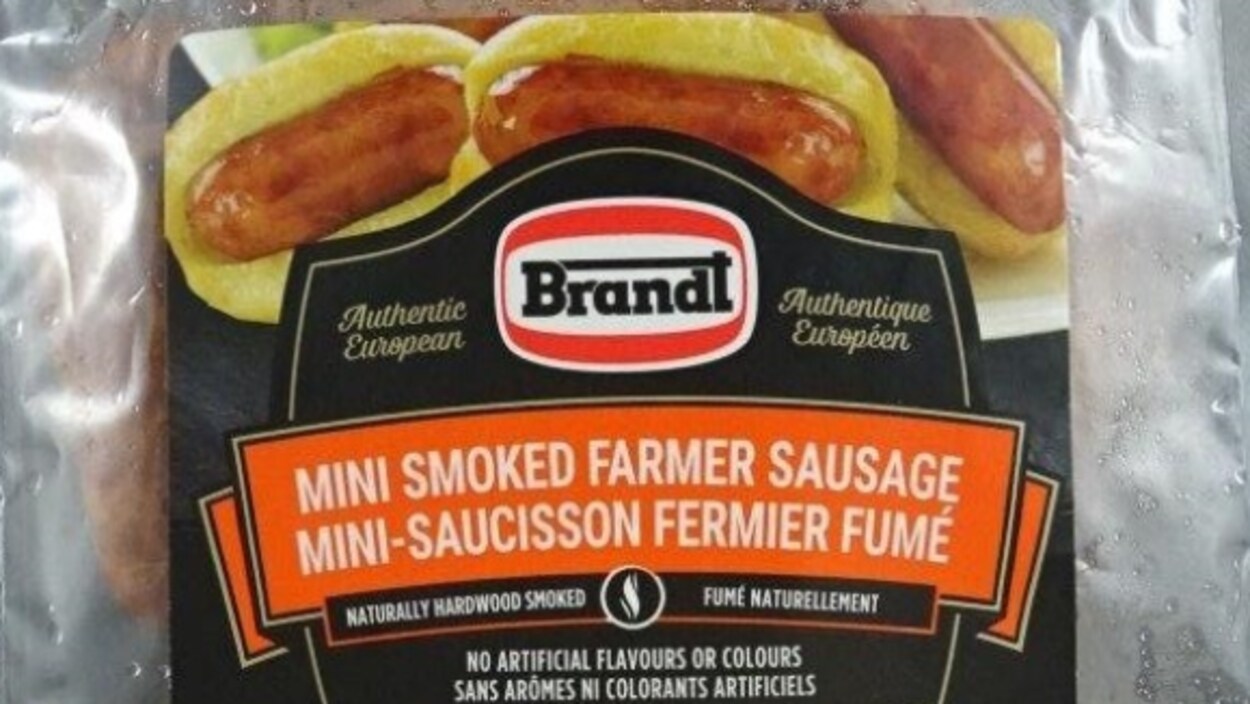 Brandt
Authentic European
Authentique Européen
MINI SMOKED FARMER SAUSAGE
MINI-SAUCISSON FERMIER FUMÉ
NATURALLY HARDWOOD SMOKED FUMÉ NATURELLEMENT
NO ARTIFICIAL FLAVOURS OR COLOURS
SANS ARÔMES NI COLORANTS ARTIFICIELS